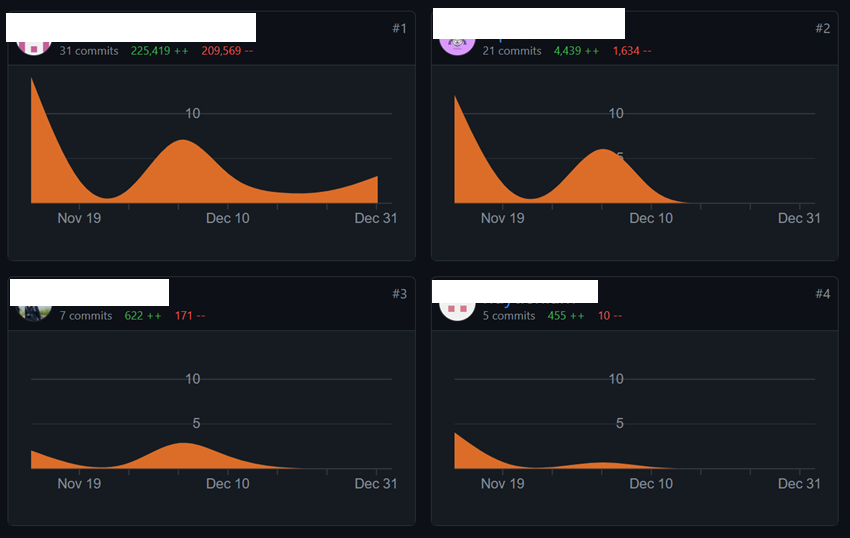 #1
31 commits 225,419 ++ 209,569 --
10
Nov 19 Dec 10 Dec 31
#2
21 commits 4,439 ++ 1,634 --
10
5
Nov 19 Dec 10 Dec 31
#3
7 commits 622 ++ 171 --
10
5
Nov 19 Dec 10 Dec 31
#4
5 commits 455 ++ 10 --
10
5
Nov 19 Dec 10 Dec 31